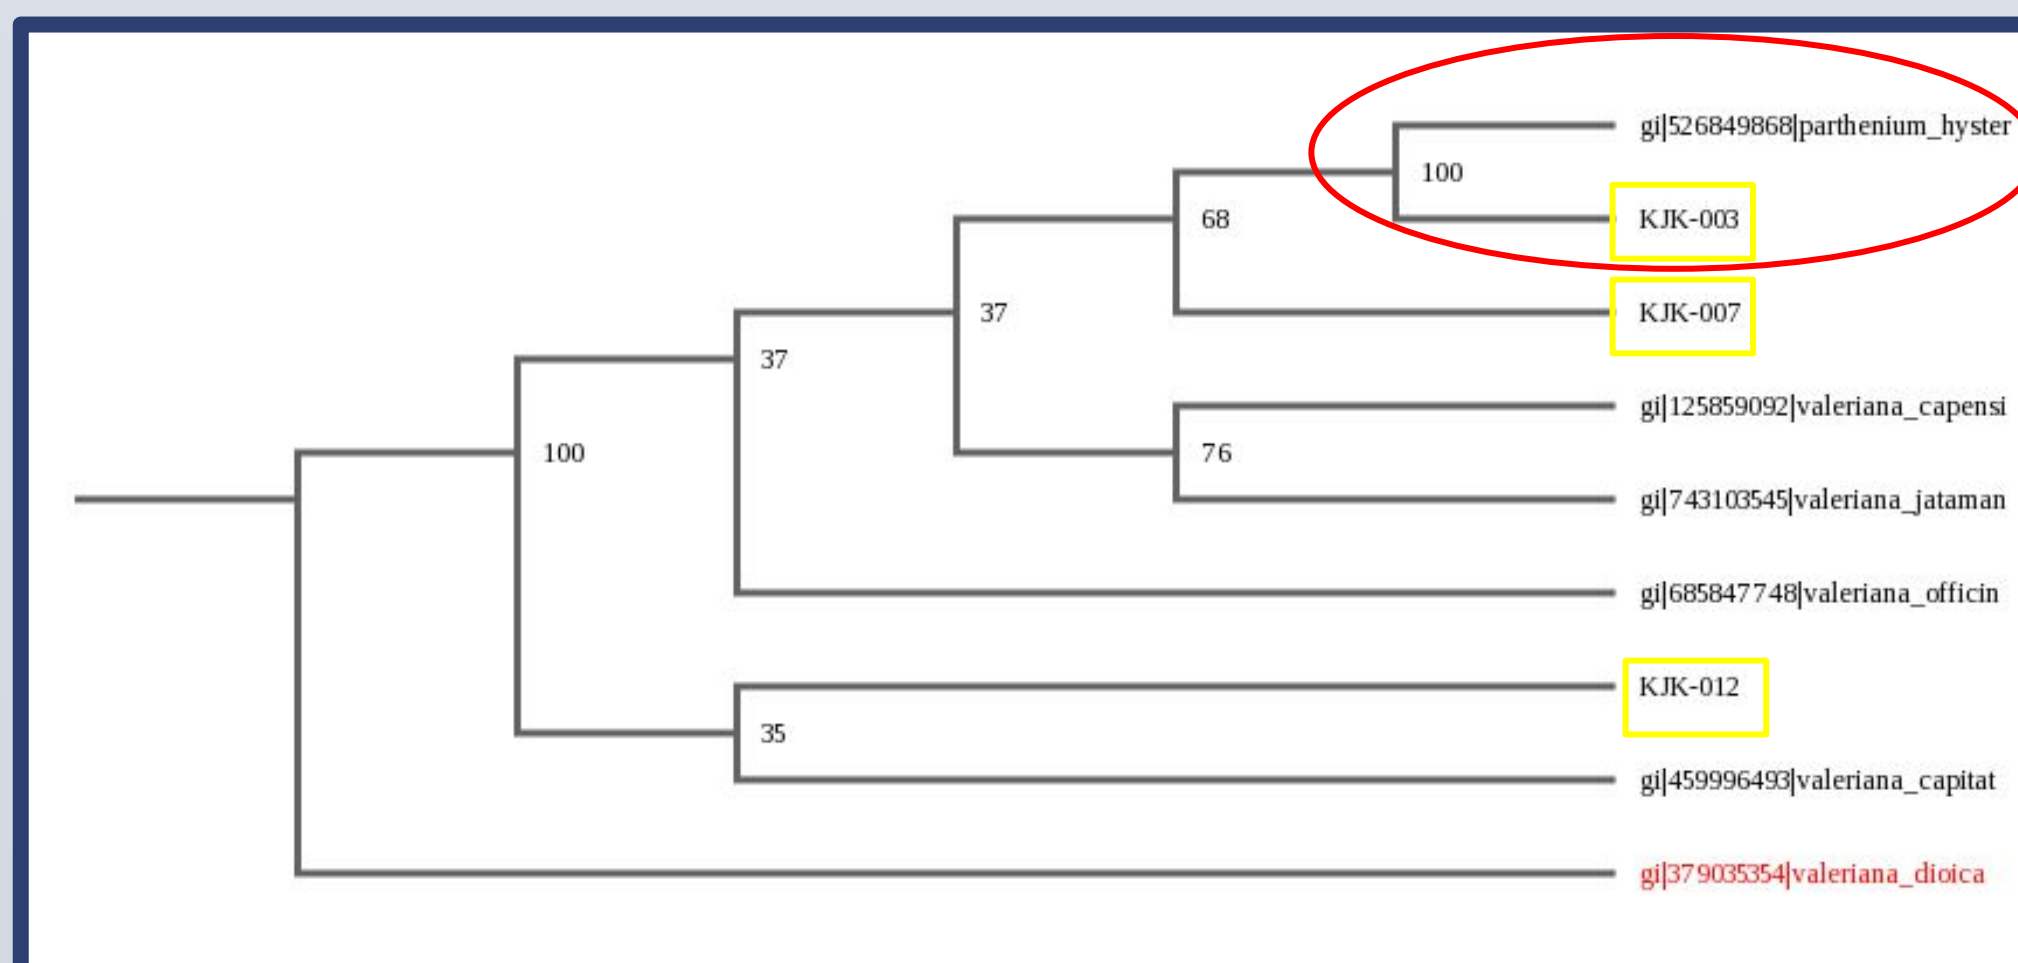 gi|526849868|parthenium_hyster
100
KJK-003
68
KJK-007
37
37
gi|125859092|valeriana_capensi
100
76
gi|743103545|valeriana_jataman
gi|685847748|valeriana_officin
KJK-012
35
gi|459996493|valeriana_capitat
gi|379035354|valeriana_dioica